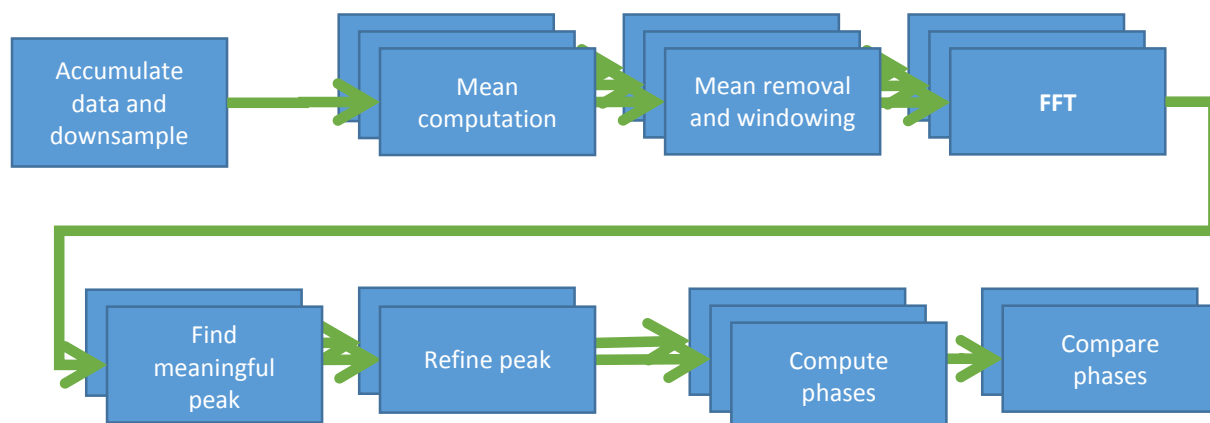 Accumulate
data and
downsample
Mean
computation
Mean removal
and windowing
FFT
Find
meaningful
peak
Refine peak
Compute
phases
Compare
phases